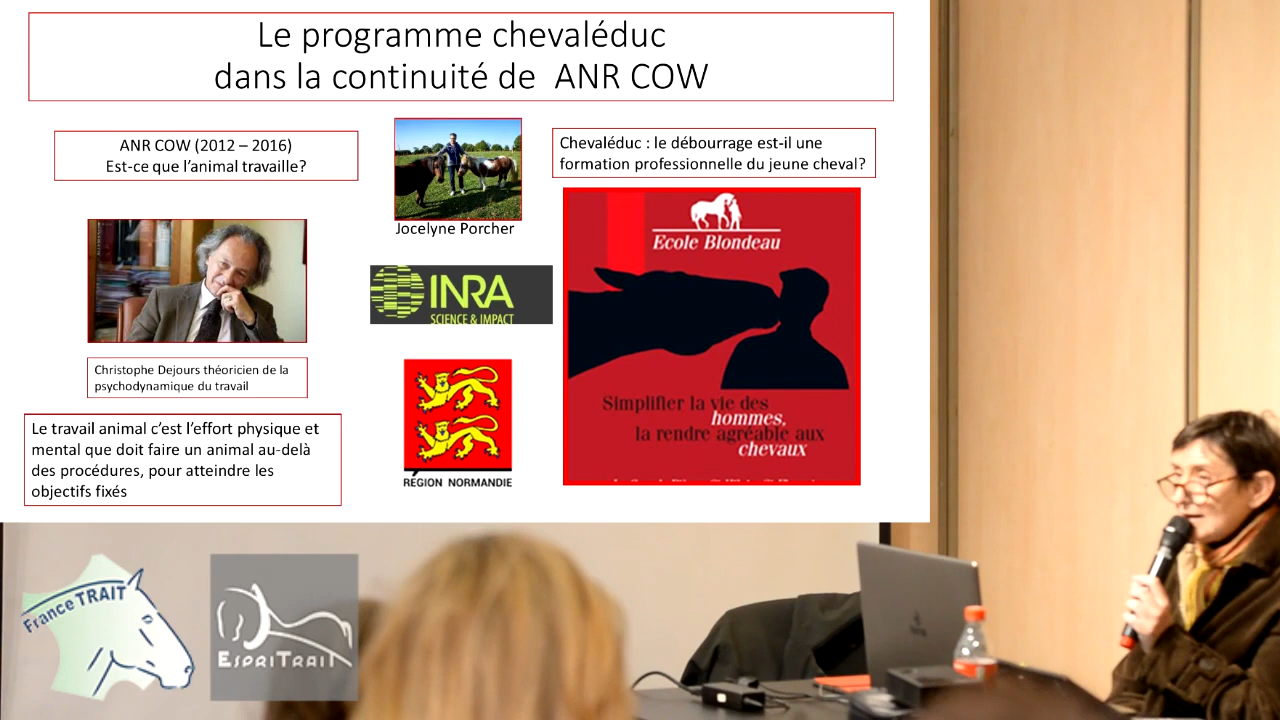 Le programme chevaléduc
dans la continuité de ANR COW
ANR COW (2012 – 2016)
Est-ce que l'animal travaille?
Jocelyne Porcher
Chevaléduc : le débourrage est-il une
formation professionnelle du jeune cheval?
Christophe Dejours théoricien de la
psychodynamique du travail
Le travail animal c'est l'effort physique et
mental que doit faire un animal au-delà
des procédures, pour atteindre les
objectifs fixés
INRA
SCIENCE & IMPACT
RÉGION NORMANDIE
Ecole Blondeau
Simplifier la vie des
hommes,
la rendre agréable aux
chevaux
France TRAIT
ESPRITRAIT